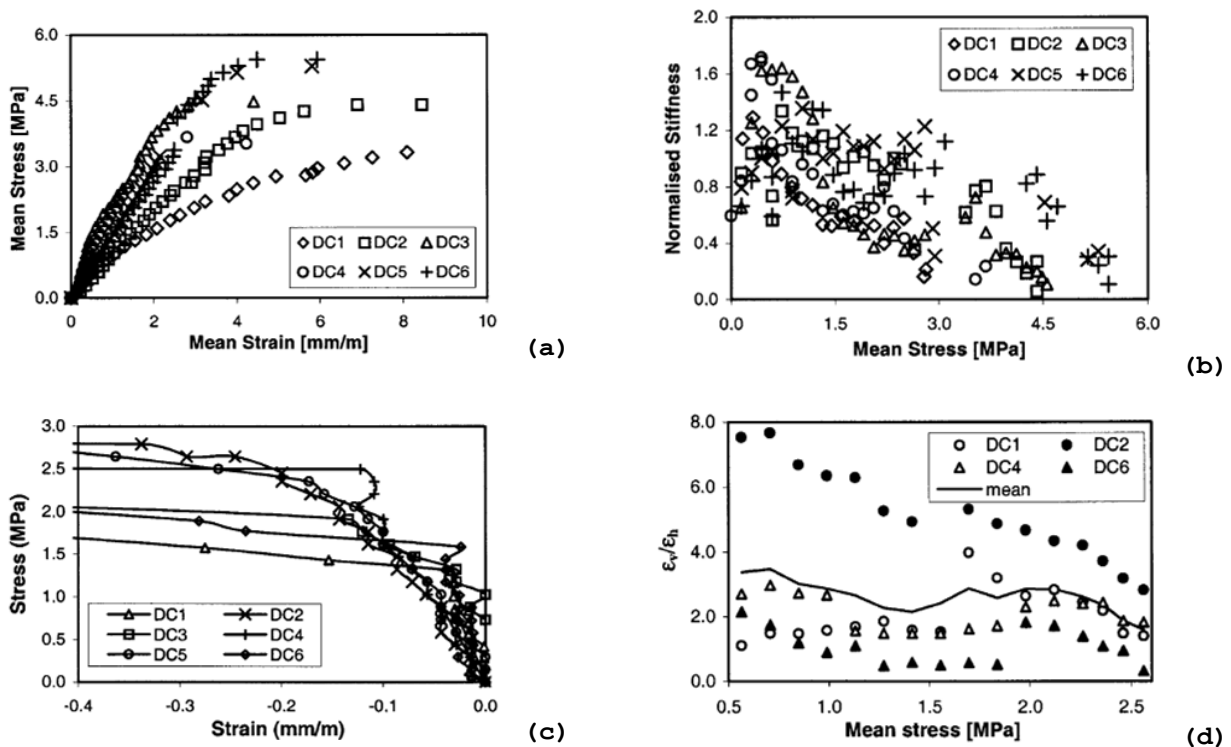 6.0
4.5
3.0
1.5
0.0
Mean Stress [MPa]
DC1 DC2 DC3
DC4 DC5 DC6
0 2 4 6 8 10
Mean Strain [mm/m]
(a)
2.0
1.6
1.2
0.8
0.4
0.0
Normalised Stiffness
DC1 DC2 DC3
DC4 DC5 DC6
0.0 1.5 3.0 4.5 6.0
Mean Stress [MPa]
(b)
3.0
2.5
2.0
1.5
1.0
0.5
0.0
Stress (MPa)
DC1 DC2
DC3 DC4
DC5 DC6
-0.4 -0.3 -0.2 -0.1 0.0
Strain (mm/m)
(c)
8.0
6.0
4.0
2.0
0.0
εv/εh
DC1 DC2
DC4 DC6
mean
0.5 1.0 1.5 2.0 2.5
Mean stress [MPa]
(d)